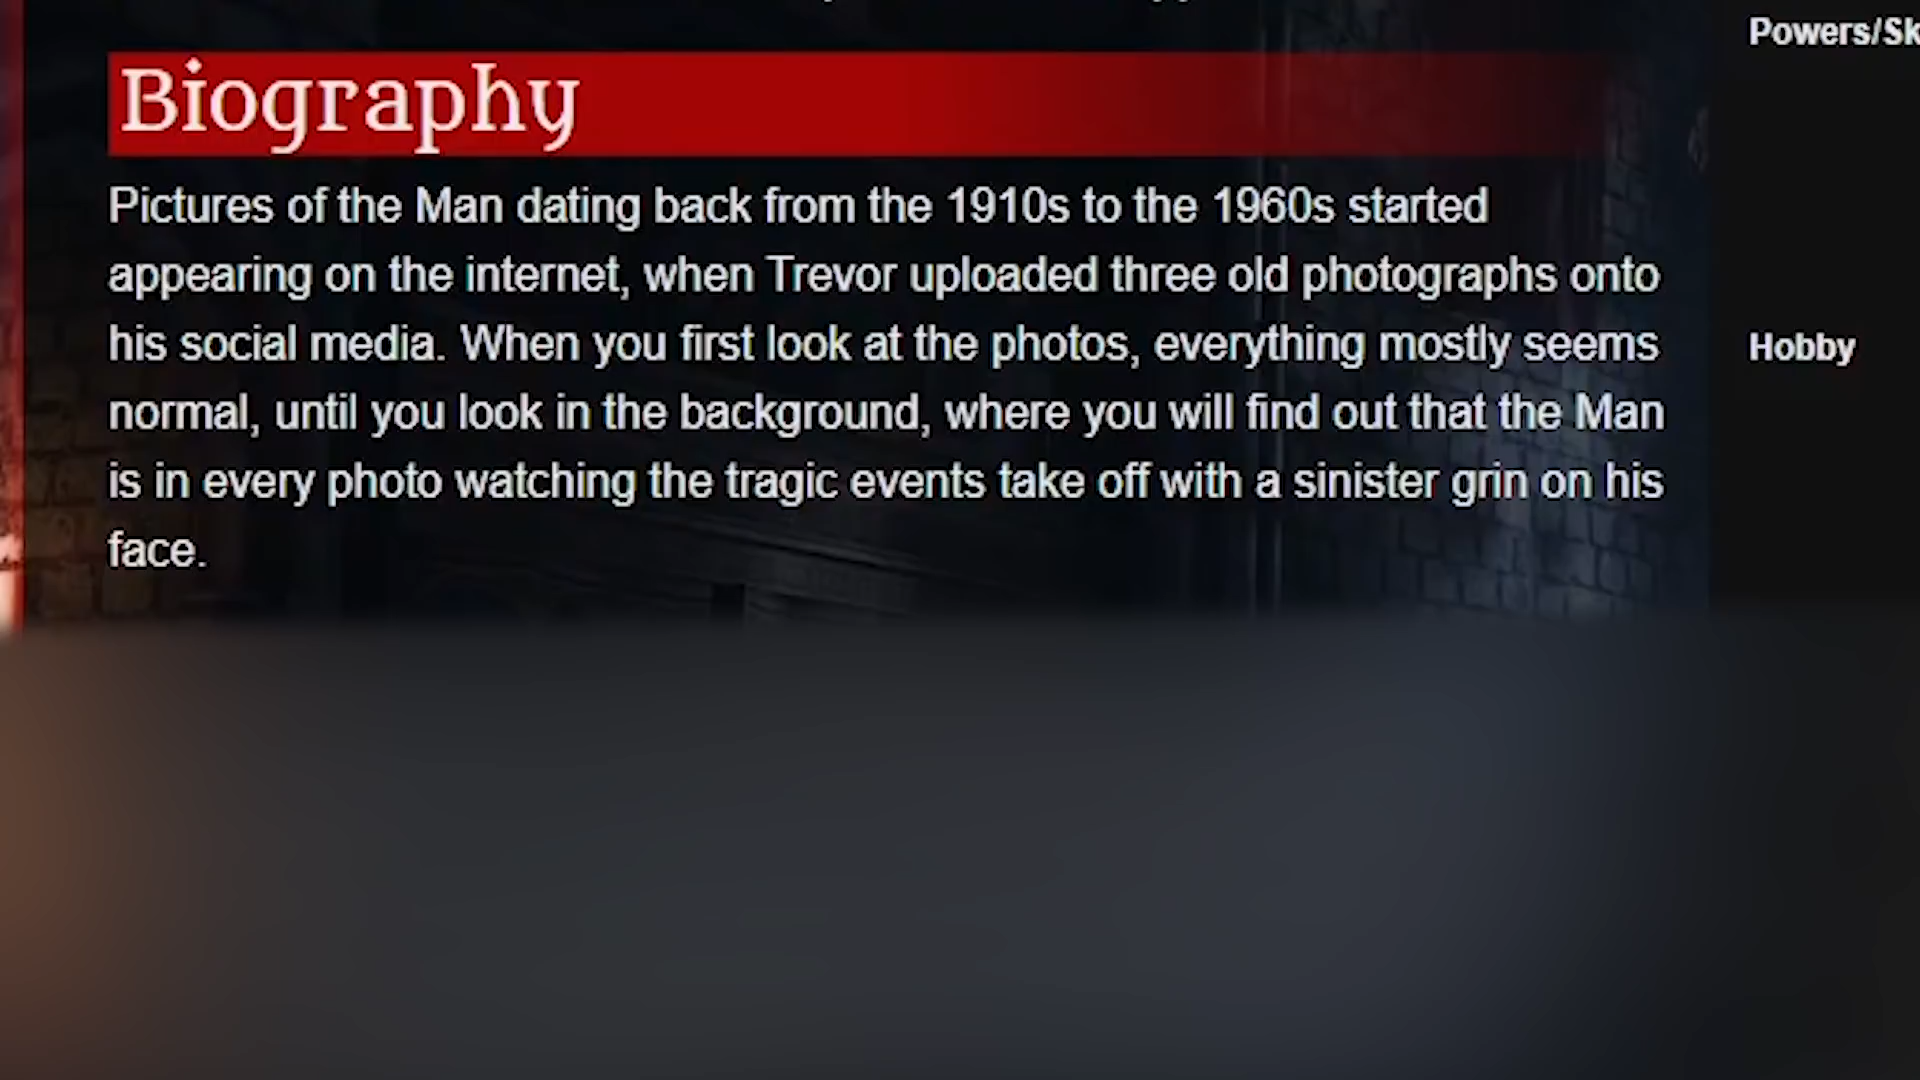 Biography
Pictures of the Man dating back from the 1910s to the 1960s started
appearing on the internet, when Trevor uploaded three old photographs onto
his social media. When you first look at the photos, everything mostly seems
normal, until you look in the background, where you will find out that the Man
is in every photo watching the tragic events take off with a sinister grin on his
face.
Powers/Sk
Hobby